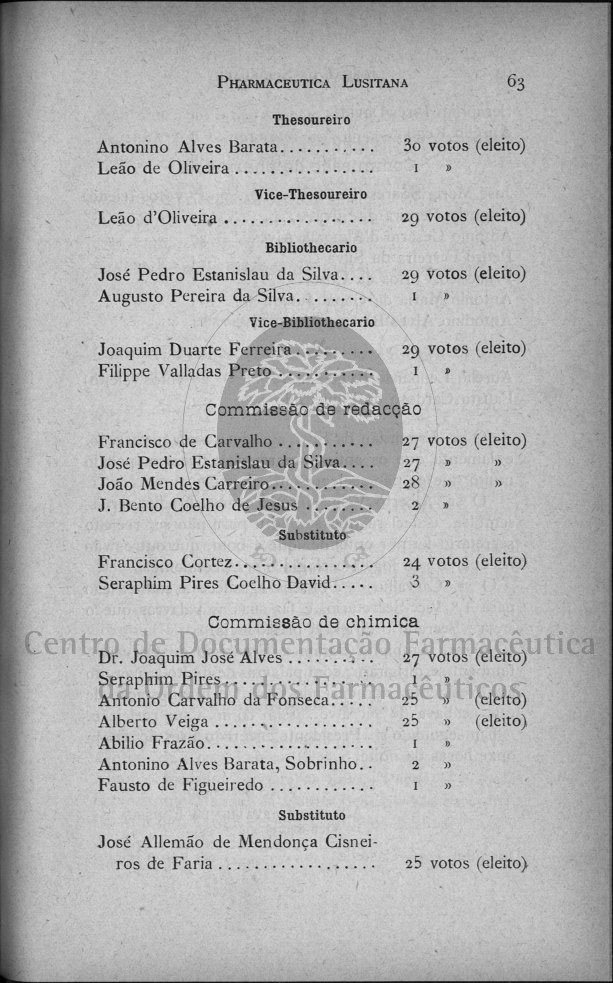 PHARMACEUTICA LUSITANA 63
Thesoureiro
Antonino Alves Barata........... 30 votos (eleito)
Leão de Oliveira ................ 1 »
Vice-Thesoureiro
Leão d'Oliveira ................. 29 votos (eleito)
Bibliothecario
José Pedro Estanislau da Silva.... 29 votos (eleito)
Augusto Pereira da Silva......... 1 »
Vice-Bibliothecario
Joaquim Duarte Ferreira ......... 29 votos (eleito)
Filippe Valladas Preto ........... 1 »
Commissão de redacção
Francisco de Carvalho ........... 27 votos (eleito)
José Pedro Estanislau da Silva.... 27 » »
João Mendes Carreiro............ 28 » »
J. Bento Coelho de Jesus ........ 2 »
Substituto
Francisco Cortez................ 24 votos (eleito)
Seraphim Pires Coelho David..... 3 »
Commissão de chimica
Centro de Documentação Farmacêutica
da Ordem dos Farmacêuticos
Dr. Joaquim José Alves .......... 27 votos (eleito)
Seraphim Pires................. 1 »
Antonio Carvalho da Fonseca..... 25 » (eleito)
Alberto Veiga ................... 25 » (eleito)
Abilio Frazão................... 1 »
Antonino Alves Barata, Sobrinho.. 2 »
Fausto de Figueiredo ............ 1 »
Substituto
José Allemão de Mendonça Cisnei-
ros de Faria .................. 25 votos (eleito)